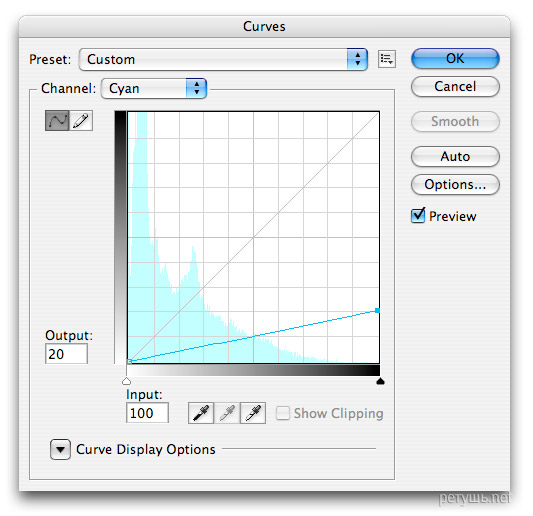 Curves
Preset: Custom
OK
Channel: Cyan
Cancel
Smooth
Auto
Options...
Preview
Output:
20
Input:
100
Show Clipping
Curve Display Options
ретушь.net